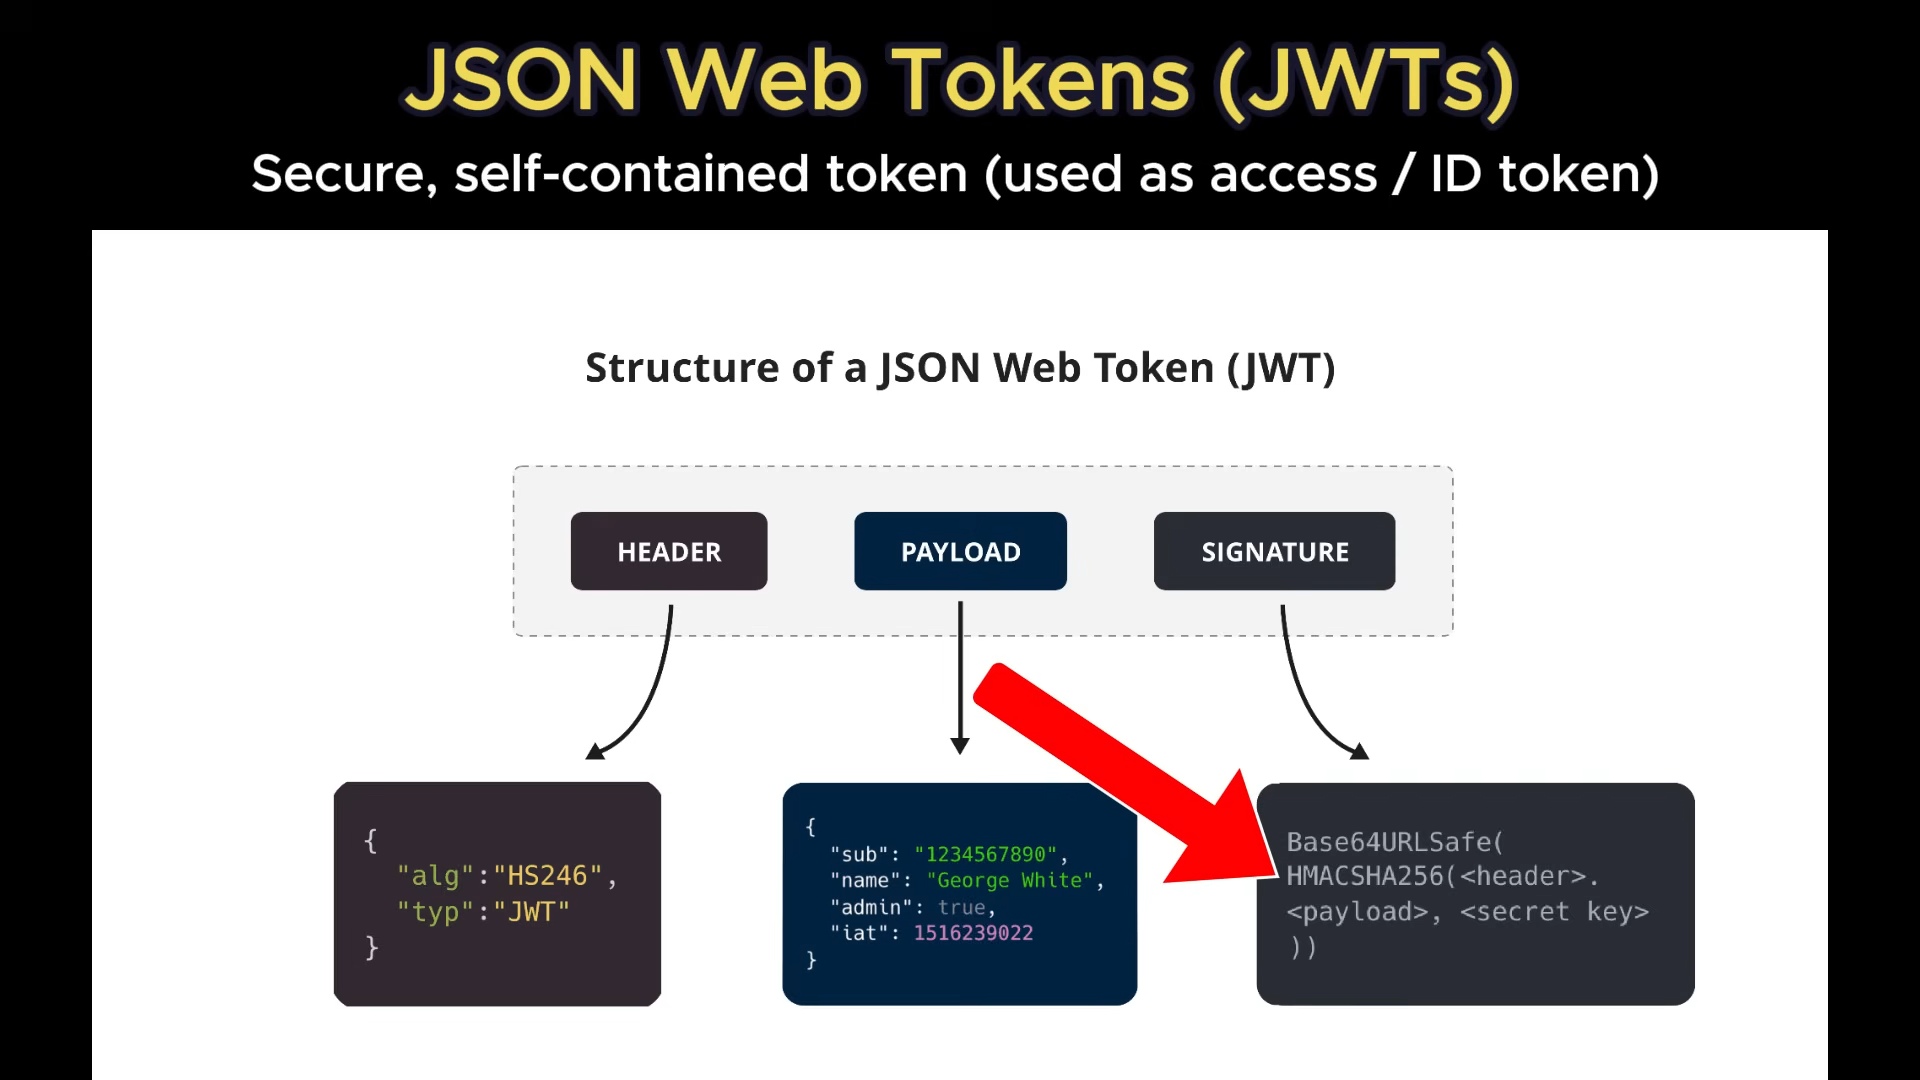 JSON Web Tokens (JWTs)
Secure, self-contained token (used as access / ID token)
Structure of a JSON Web Token (JWT)
HEADER
PAYLOAD
SIGNATURE
{
"alg":"HS246",
"typ":"JWT"
}
{
"sub": "1234567890",
"name": "George White",
"admin": true,
"iat": 1516239022
}
Base64URLSafe(
HMACSHA256(<header>.
<payload>, <secret key>
))